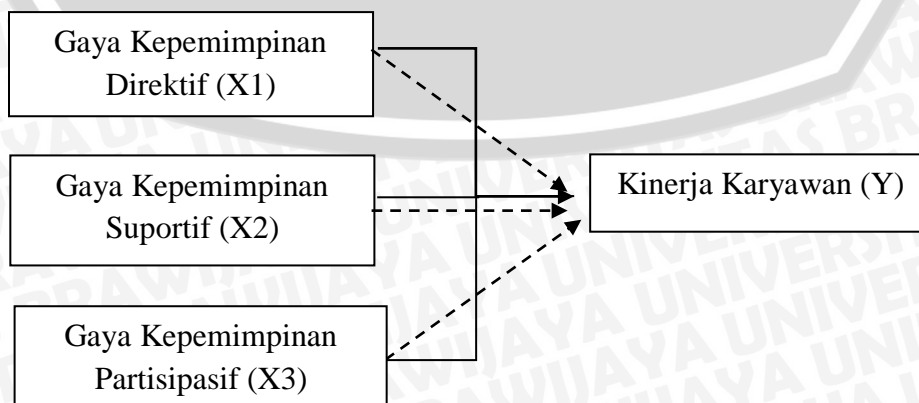 Gaya Kepemimpinan
Direktif (X1)
Gaya Kepemimpinan
Suportif (X2)
Kinerja Karyawan (Y)
Gaya Kepemimpinan
Partisipasif (X3)